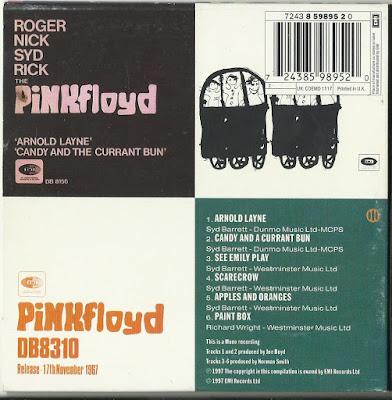 ROGER
NICK
SYD
RICK
THE
PiNKfloyd
'ARNOLD LAYNE'
'CANDY AND THE CURRANT BUN'
DB 8156
7243 8 59895 2 0
7 24385 98952 0
UK: CDEMD 1117 Printed in U.K.
PiNKfloyd
DB8310
Release 17th November 1967
1. ARNOLD LAYNE
Syd Barrett - Dunmo Music Ltd-MCPS
2. CANDY AND A CURRANT BUN
Syd Barrett - Dunmo Music Ltd-MCPS
3. SEE EMILY PLAY
Syd Barrett - Westminster Music Ltd
4. SCARECROW
Syd Barrett - Westminster Music Ltd
5. APPLES AND ORANGES
Syd Barrett - Westminster Music Ltd
6. PAINT BOX
Richard Wright - Westminster Music Ltd
This is a Mono recording
Tracks 1 and 2 produced by Joe Boyd
Tracks 3-6 produced by Norman Smith
℗ 1997 The copyright in this compilation is owned by EMI Records Ltd
© 1997 EMI Records Ltd